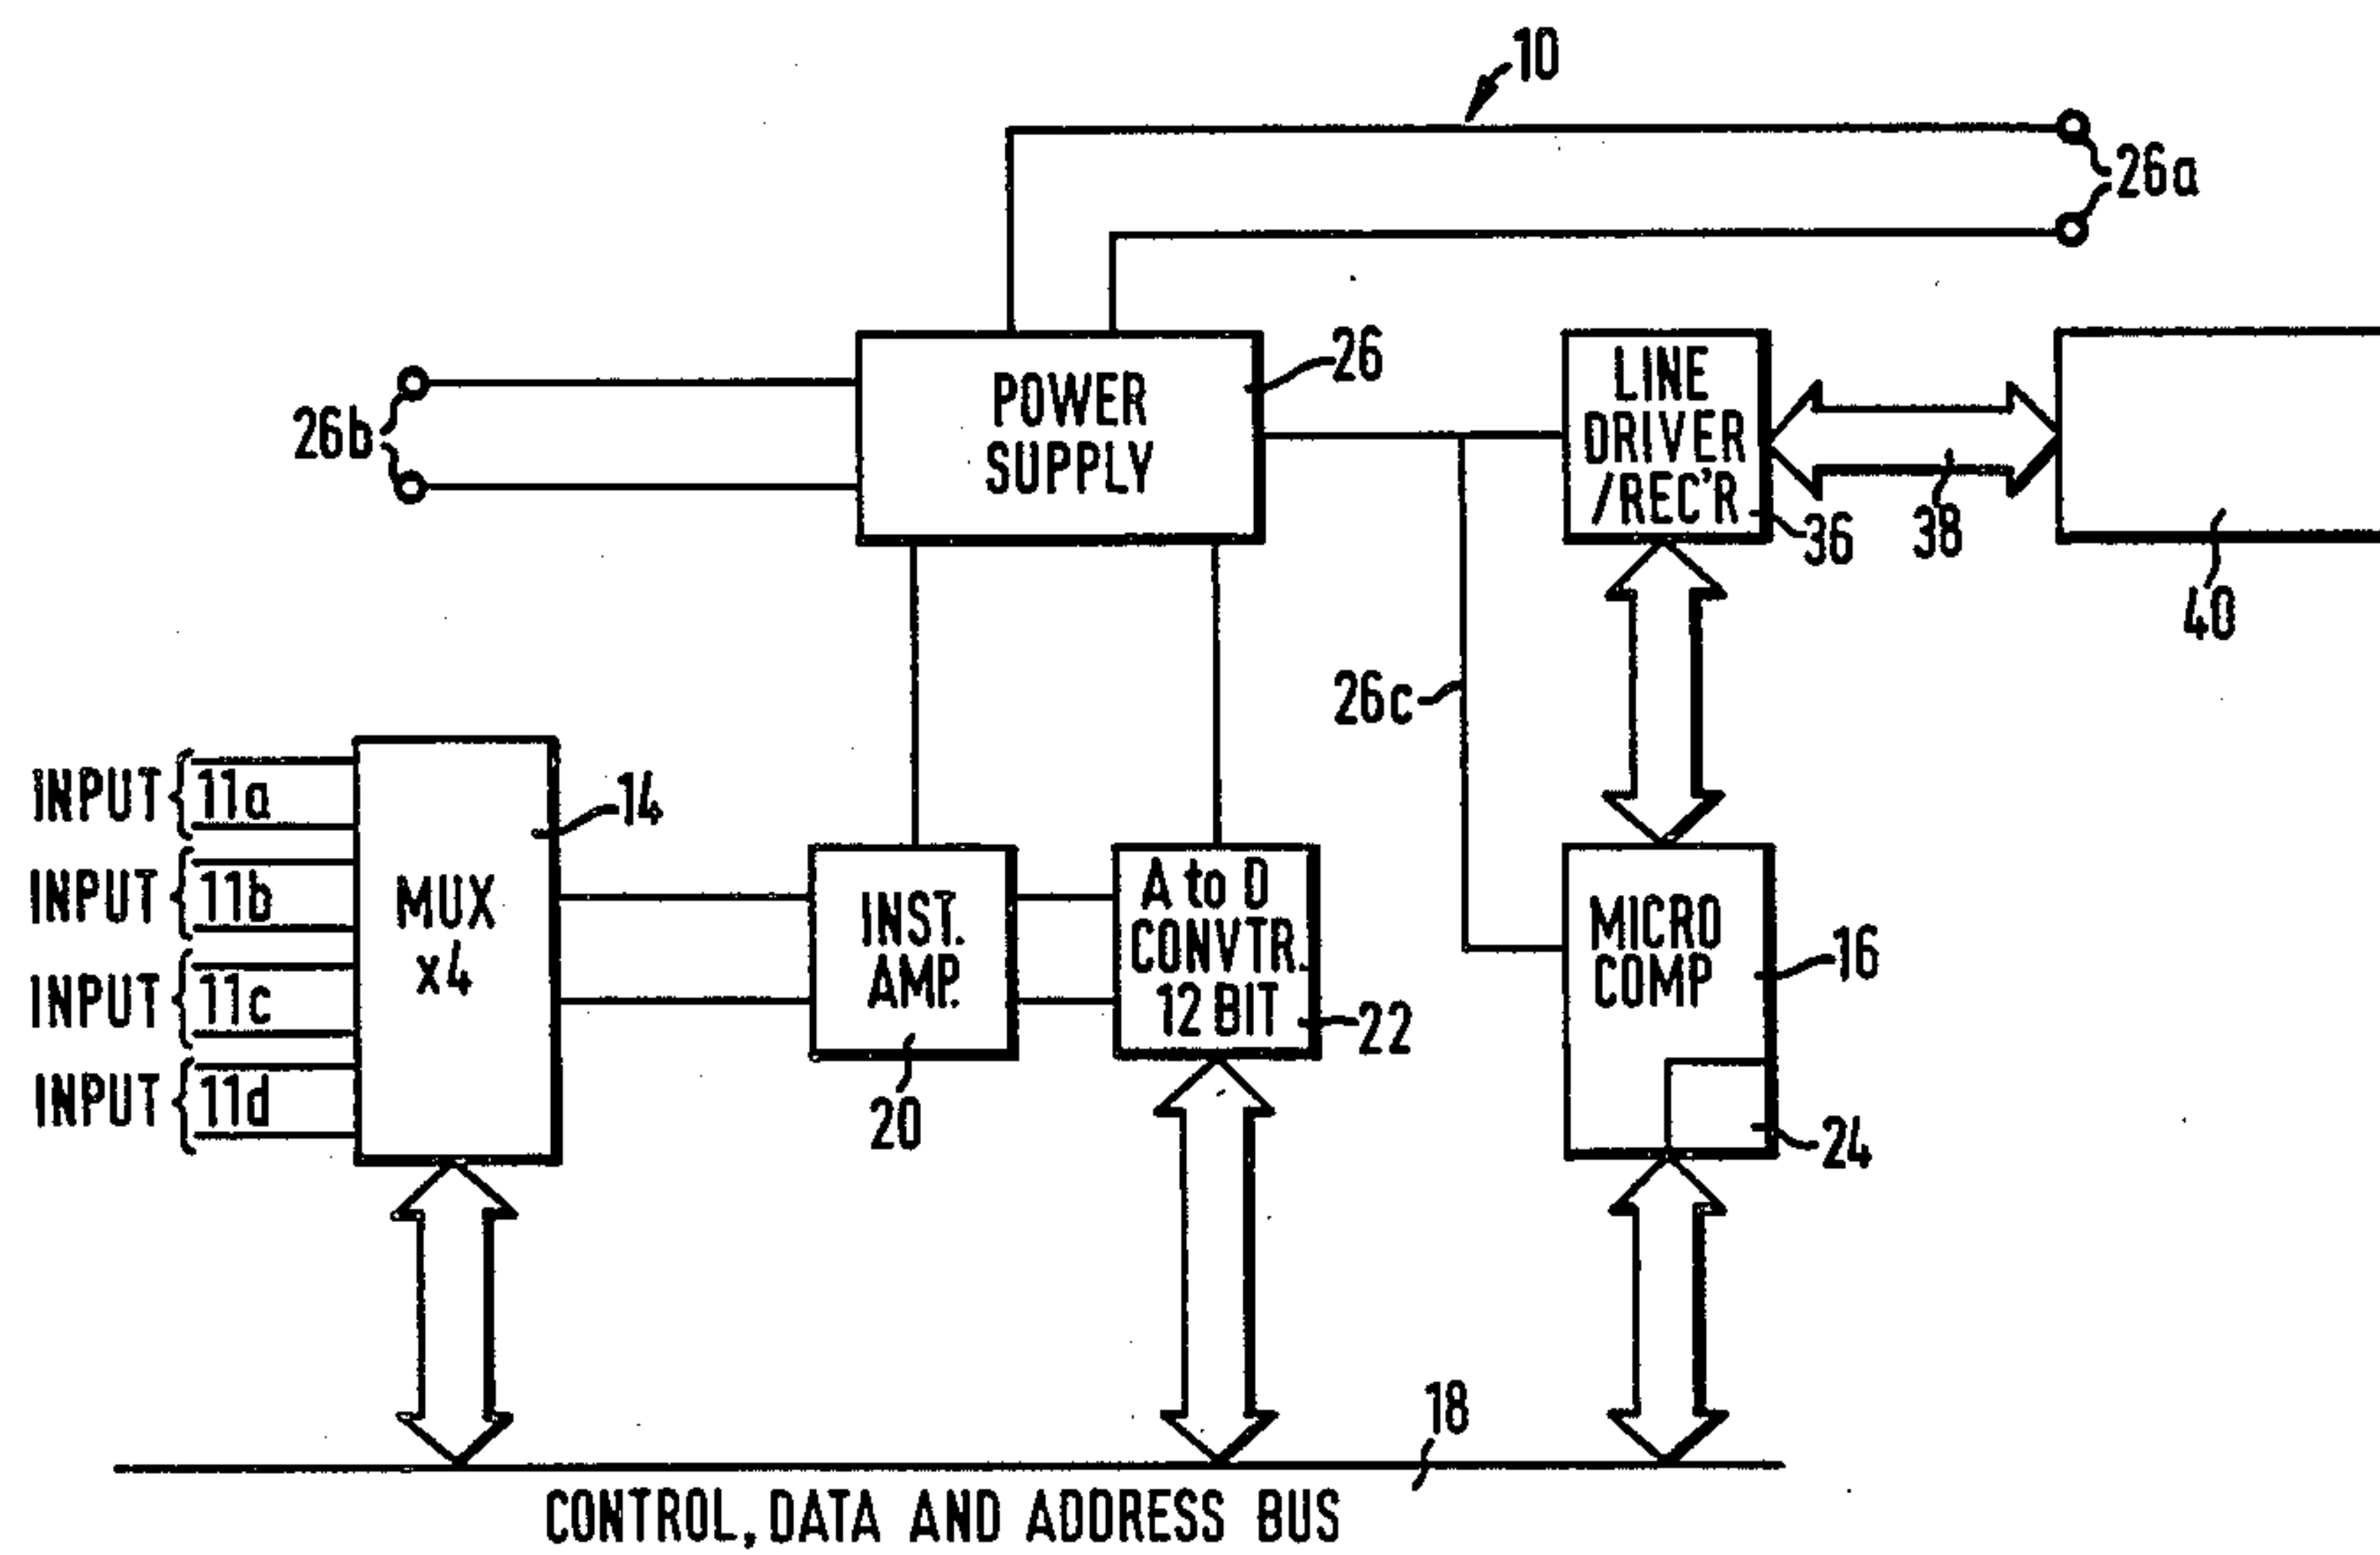 10
26a
26b
POWER
SUPPLY
26
LINE
DRIVER
/REC'R
36
38
40
26c
INPUT 11a
INPUT 11b
INPUT 11c
INPUT 11d
MUX
x4
14
INST.
AMP.
20
A to D
CONVTR.
12 BIT
22
MICRO
COMP
16
24
18
CONTROL, DATA AND ADDRESS BUS